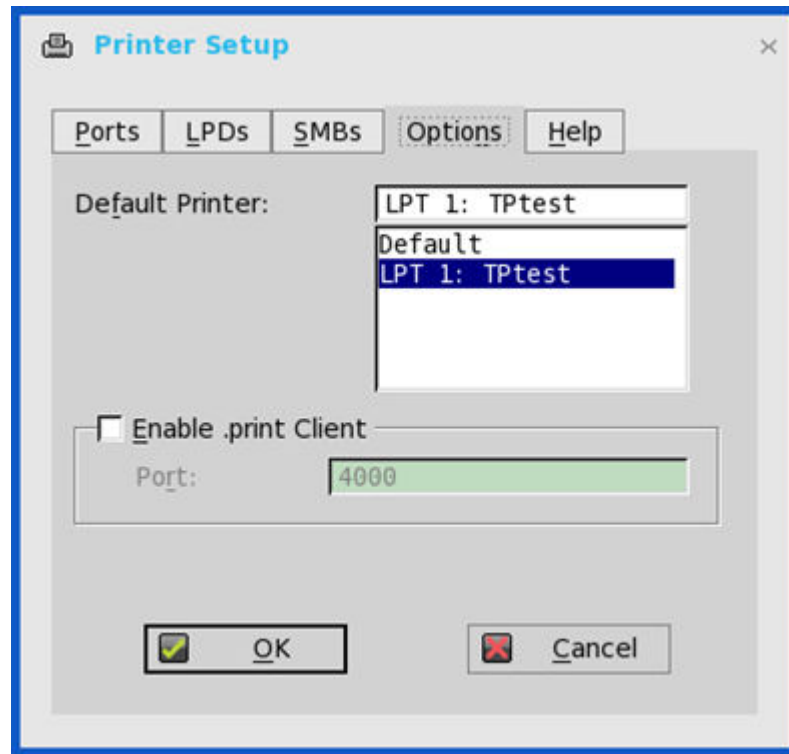 Printer Setup
Ports LPDs SMBs Options Help
Default Printer: LPT 1: TPtest
Default
LPT 1: TPtest
Enable .print Client
Port: 4000
OK Cancel